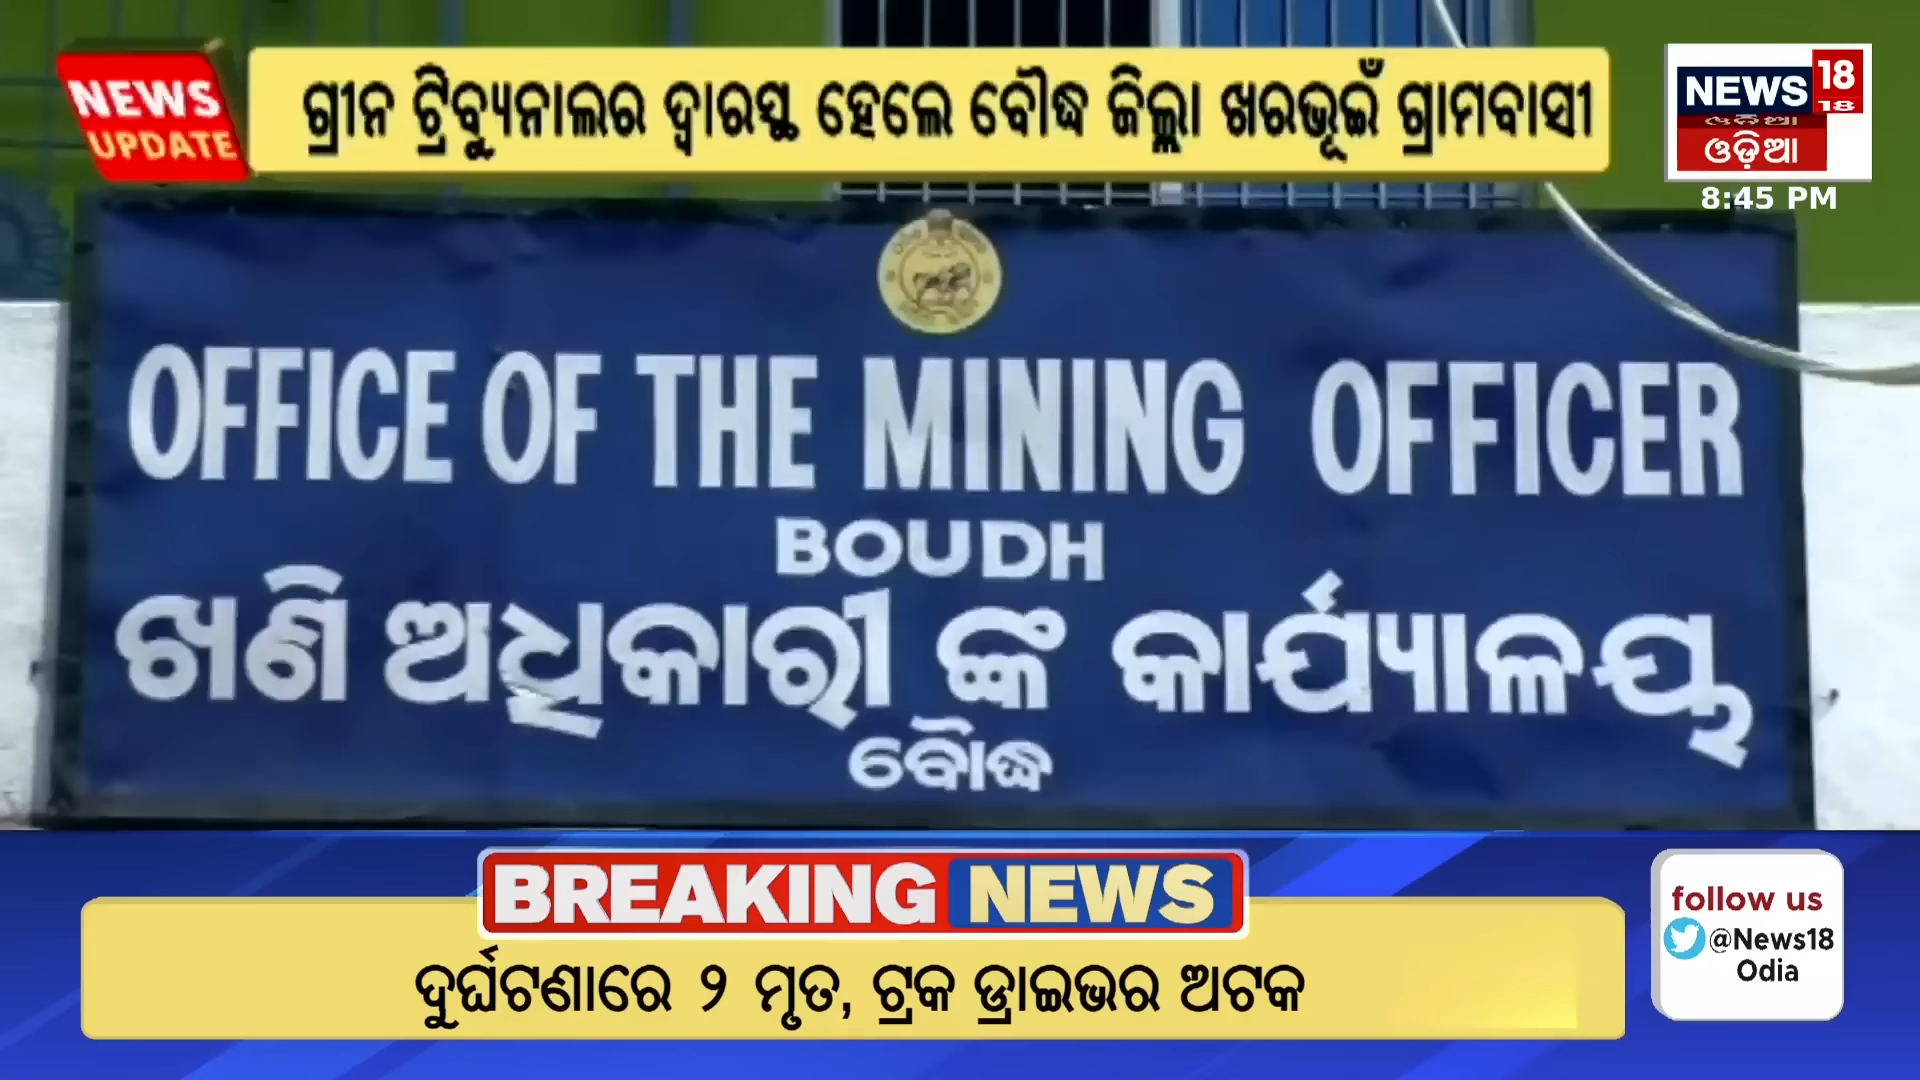 NEWS
UPDATE
ଗ୍ରୀନ ଟ୍ରିବ୍ୟୁନାଲର ଦ୍ୱାରସ୍ଥ ହେଲେ ବୌଦ୍ଧ ଜିଲ୍ଲା ଖରଭୂଇଁ ଗ୍ରାମବାସୀ
NEWS 18
ଓଡ଼ିଆ
8:45 PM
OFFICE OF THE MINING OFFICER
BOUDH
ଖଣି ଅଧିକାରୀ ଙ୍କ କାର୍ଯ୍ୟାଳୟ
ବୌଦ୍ଧ
BREAKING NEWS
ଦୁର୍ଘଟଣାରେ ୨ ମୃତ, ଟ୍ରକ ଡ୍ରାଇଭର ଅଟକ
follow us
@News18
Odia